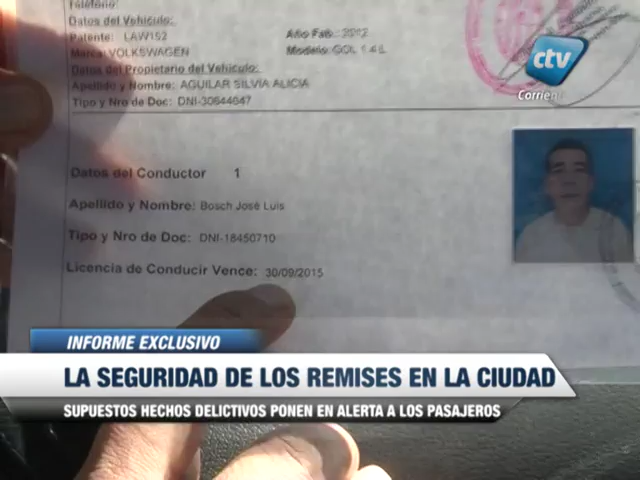 Teléfono:
Datos del Vehículo:
Patente: LAW152 Año Fab.: 2012
Marca: VOLKSWAGEN Modelo: GOL 1.4 L
Datos del Propietario del Vehículo:
Apellido y Nombre: AGUILAR SILVIA ALICIA
Tipo y Nro de Doc: DNI-30644647
ctv
Corrien
Datos del Conductor 1
Apellido y Nombre: Bosch José Luis
Tipo y Nro de Doc: DNI-18450710
Licencia de Conducir Vence: 30/09/2015
INFORME EXCLUSIVO
LA SEGURIDAD DE LOS REMISES EN LA CIUDAD
SUPUESTOS HECHOS DELICTIVOS PONEN EN ALERTA A LOS PASAJEROS